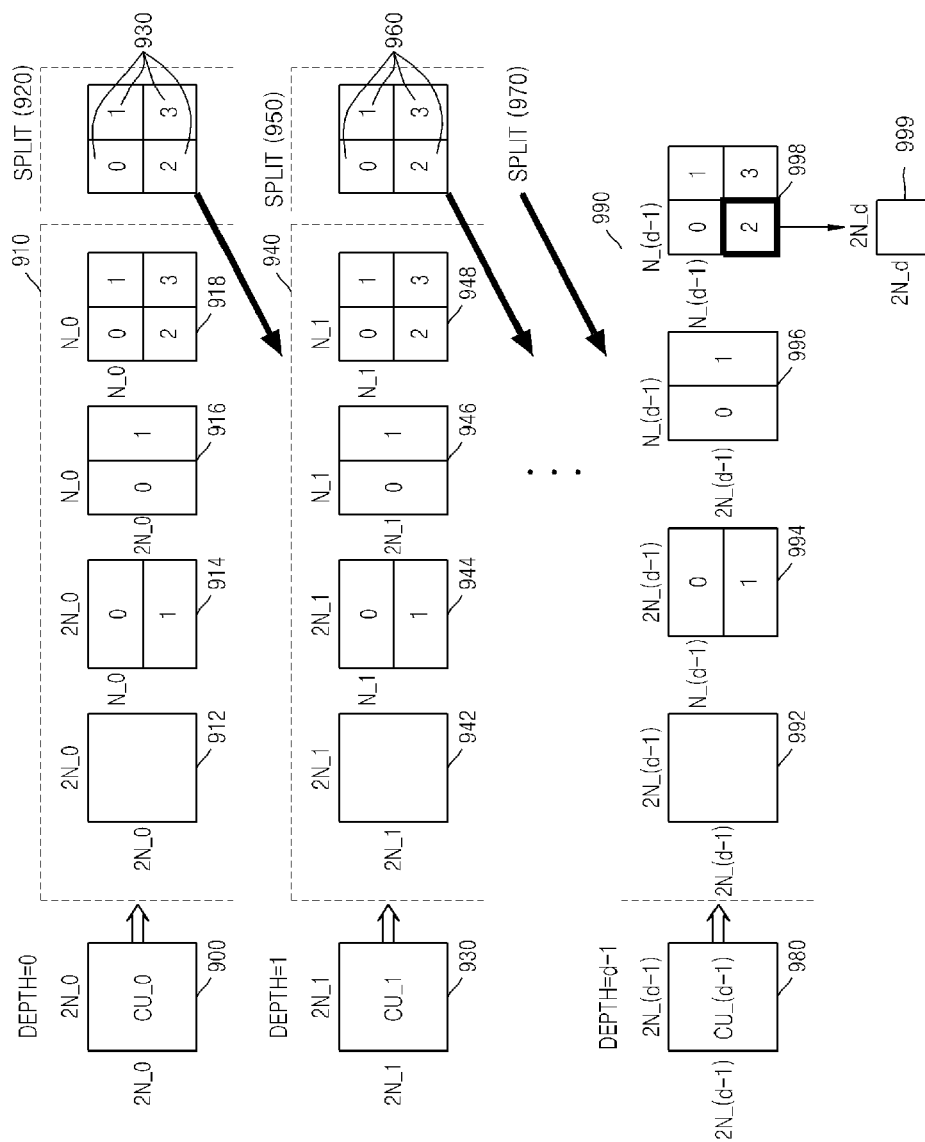 DEPTH=0
2N_0
2N_0
CU_0
900
910
2N_0
2N_0
912
2N_0
N_0
0
1
914
N_0
2N_0
0
1
916
N_0
N_0
0
1
2
3
918
SPLIT (920)
0
1
2
3
930
DEPTH=1
2N_1
2N_1
CU_1
930
940
2N_1
2N_1
942
2N_1
N_1
0
1
944
N_1
2N_1
0
1
946
N_1
N_1
0
1
2
3
948
SPLIT (950)
0
1
2
3
960
SPLIT (970)
DEPTH=d-1
2N_(d-1)
2N_(d-1)
CU_(d-1)
980
990
2N_(d-1)
2N_(d-1)
992
2N_(d-1)
N_(d-1)
0
1
994
N_(d-1)
2N_(d-1)
0
1
996
N_(d-1)
N_(d-1)
0
1
2
3
998
2N_d
2N_d
999